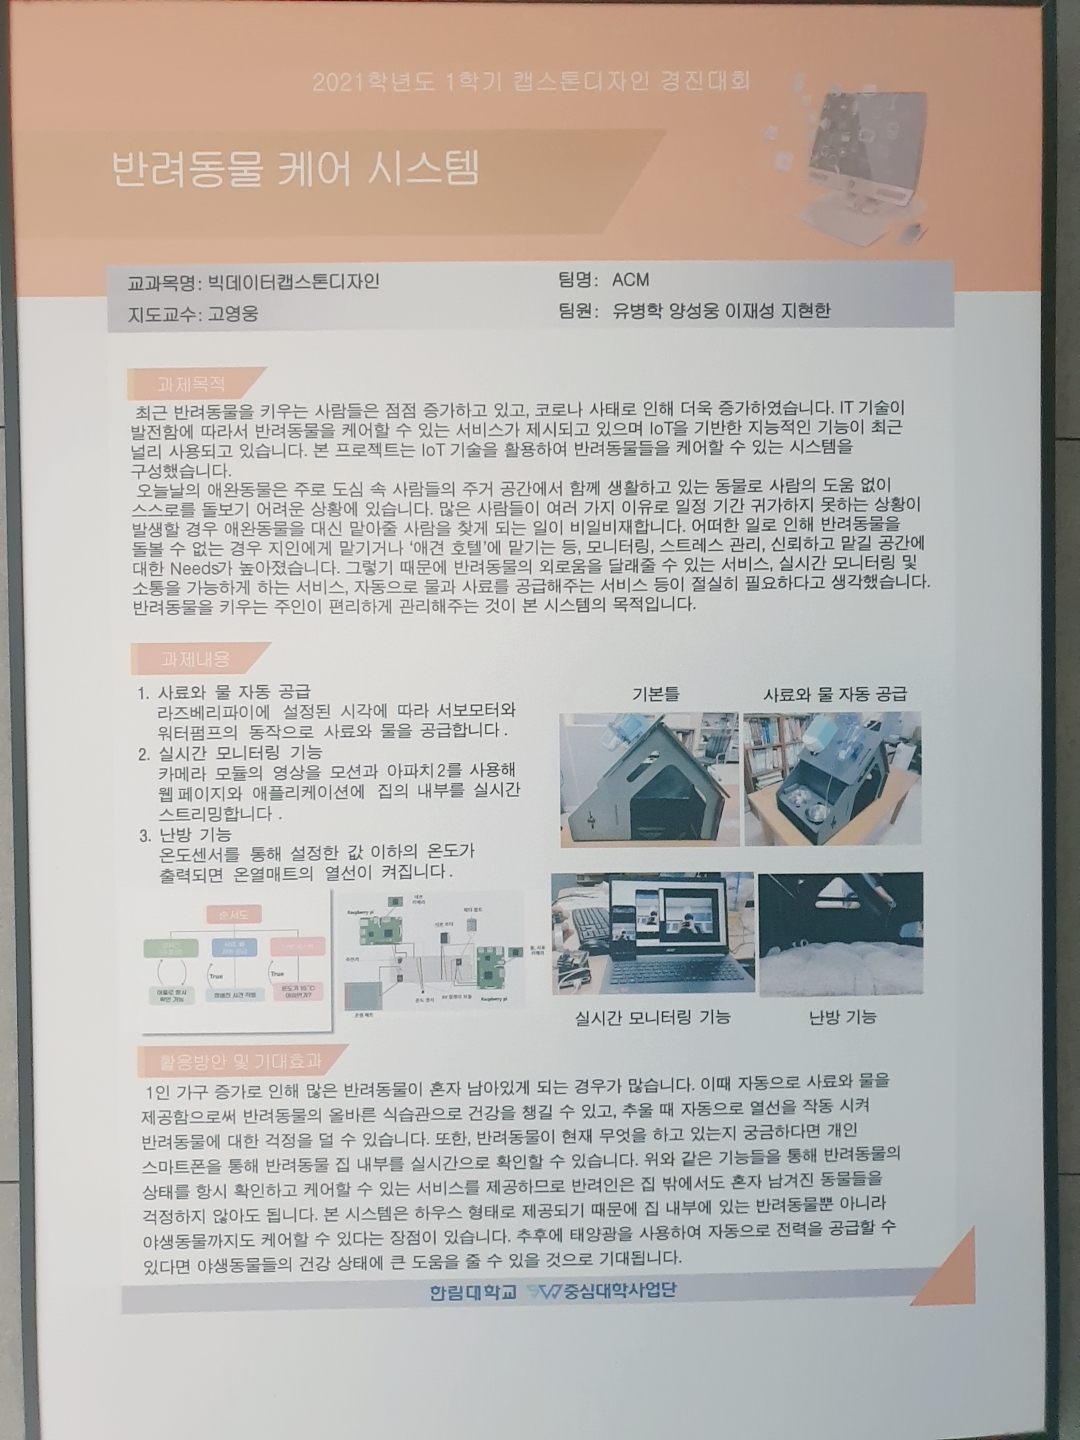 2021학년도 1학기 캡스톤디자인 경진대회
반려동물 케어 시스템
교과목명: 빅데이터캡스톤디자인
지도교수: 고영웅
팀명: ACM
팀원: 유병학 양성웅 이재성 지현한
과제목적
최근 반려동물을 키우는 사람들은 점점 증가하고 있고, 코로나 사태로 인해 더욱 증가하였습니다. IT 기술이
발전함에 따라서 반려동물을 케어할 수 있는 서비스가 제시되고 있으며 IoT을 기반한 지능적인 기능이 최근
널리 사용되고 있습니다. 본 프로젝트는 IoT 기술을 활용하여 반려동물들을 케어할 수 있는 시스템을
구성했습니다.
오늘날의 애완동물은 주로 도심 속 사람들의 주거 공간에서 함께 생활하고 있는 동물로 사람의 도움 없이
스스로를 돌보기 어려운 상황에 있습니다. 많은 사람들이 여러 가지 이유로 일정 기간 귀가하지 못하는 상황이
발생할 경우 애완동물을 대신 맡아줄 사람을 찾게 되는 일이 비일비재합니다. 어떠한 일로 인해 반려동물을
돌볼 수 없는 경우 지인에게 맡기거나 ‘애견 호텔’에 맡기는 등, 모니터링, 스트레스 관리, 신뢰하고 맡길 공간에
대한 Needs가 높아졌습니다. 그렇기 때문에 반려동물의 외로움을 달래줄 수 있는 서비스, 실시간 모니터링 및
소통을 가능하게 하는 서비스, 자동으로 물과 사료를 공급해주는 서비스 등이 절실히 필요하다고 생각했습니다.
반려동물을 키우는 주인이 편리하게 관리해주는 것이 본 시스템의 목적입니다.
과제내용
1. 사료와 물 자동 공급
라즈베리파이에 설정된 시각에 따라 서보모터와
워터펌프의 동작으로 사료와 물을 공급합니다.
2. 실시간 모니터링 기능
카메라 모듈의 영상을 모션과 아파치2를 사용해
웹 페이지와 애플리케이션에 집의 내부를 실시간
스트리밍합니다 .
3. 난방 기능
온도센서를 통해 설정한 값 이하의 온도가
출력되면 온열매트의 열선이 켜집니다.
기본틀
사료와 물 자동 공급
실시간 모니터링 기능
난방 기능
순서도
True
True
어플로 항시
확인 가능
Raspberry pi
Raspberry pi
온도 센서
활용방안 및 기대효과
1인 가구 증가로 인해 많은 반려동물이 혼자 남아있게 되는 경우가 많습니다. 이때 자동으로 사료와 물을
제공함으로써 반려동물의 올바른 식습관으로 건강을 챙길 수 있고, 추울 때 자동으로 열선을 작동 시켜
반려동물에 대한 걱정을 덜 수 있습니다. 또한, 반려동물이 현재 무엇을 하고 있는지 궁금하다면 개인
스마트폰을 통해 반려동물 집 내부를 실시간으로 확인할 수 있습니다. 위와 같은 기능들을 통해 반려동물의
상태를 항시 확인하고 케어할 수 있는 서비스를 제공하므로 반려인은 집 밖에서도 혼자 남겨진 동물들을
걱정하지 않아도 됩니다. 본 시스템은 하우스 형태로 제공되기 때문에 집 내부에 있는 반려동물뿐 아니라
야생동물까지도 케어할 수 있다는 장점이 있습니다. 추후에 태양광을 사용하여 자동으로 전력을 공급할 수
있다면 야생동물들의 건강 상태에 큰 도움을 줄 수 있을 것으로 기대됩니다.
한림대학교 SW중심대학사업단